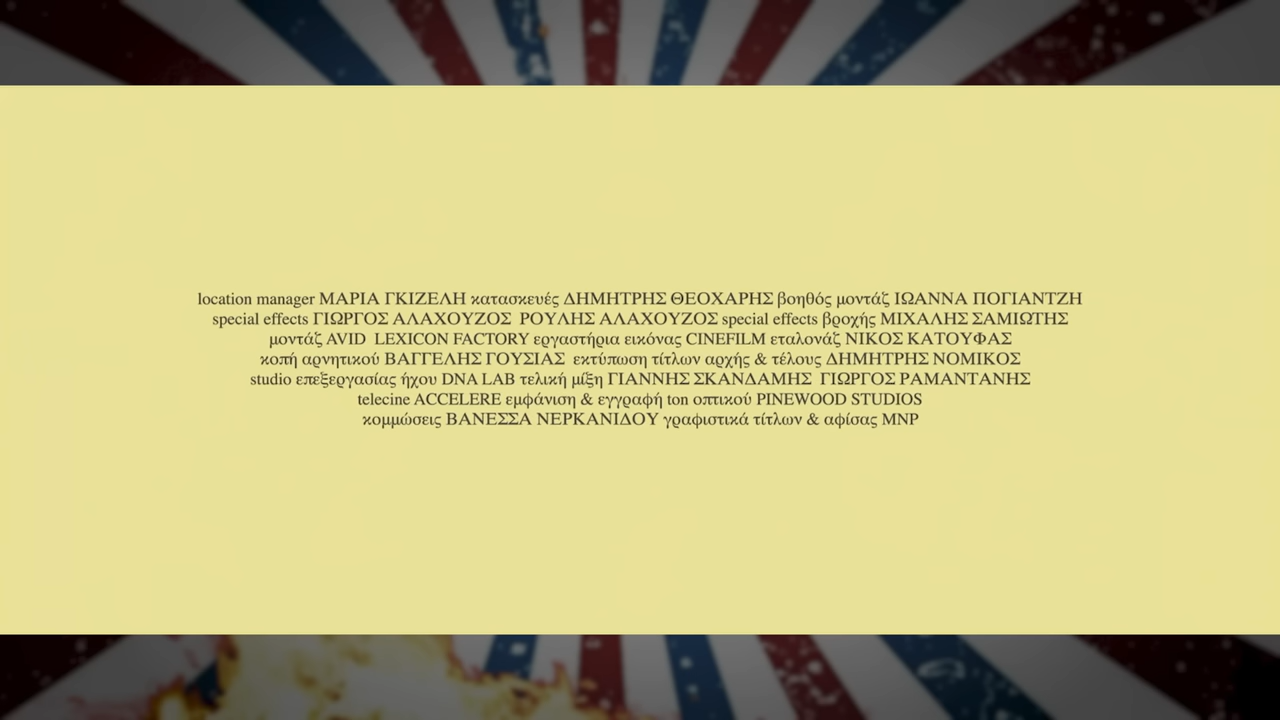 location manager ΜΑΡΙΑ ΓΚΙΖΕΛΗ κατασκευές ΔΗΜΗΤΡΗΣ ΘΕΟΧΑΡΗΣ βοηθός μοντάζ ΙΩΑΝΝΑ ΠΟΓΙΑΝΤΖΗ
special effects ΓΙΩΡΓΟΣ ΑΛΑΧΟΥΖΟΣ ΡΟΥΛΗΣ ΑΛΑΧΟΥΖΟΣ special effects βροχής ΜΙΧΑΛΗΣ ΣΑΜΙΩΤΗΣ
μοντάζ AVID LEXICON FACTORY εργαστήρια εικόνας CINEFILM εταλονάζ ΝΙΚΟΣ ΚΑΤΟΥΦΑΣ
κοπή αρνητικού ΒΑΓΓΕΛΗΣ ΓΟΥΣΙΑΣ εκτύπωση τίτλων αρχής & τέλους ΔΗΜΗΤΡΗΣ ΝΟΜΙΚΟΣ
studio επεξεργασίας ήχου DNA LAB τελική μίξη ΓΙΑΝΝΗΣ ΣΚΑΝΔΑΜΗΣ ΓΙΩΡΓΟΣ ΡΑΜΑΝΤΑΝΗΣ
telecine ACCELERE εμφάνιση & εγγραφή ton οπτικού PINEWOOD STUDIOS
κομμώσεις ΒΑΝΕΣΣΑ ΝΕΡΚΑΝΙΔΟΥ γραφιστικά τίτλων & αφίσας MNP